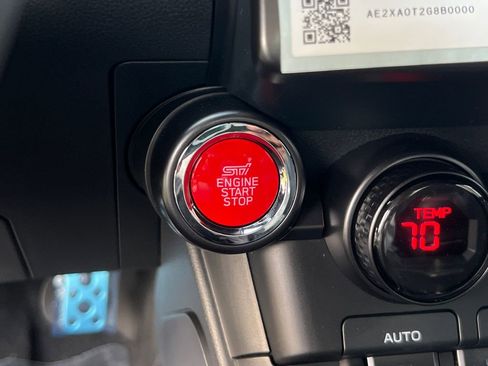 AE2XA0T2G8B0000
STI
ENGINE
START
STOP
TEMP
70
AUTO